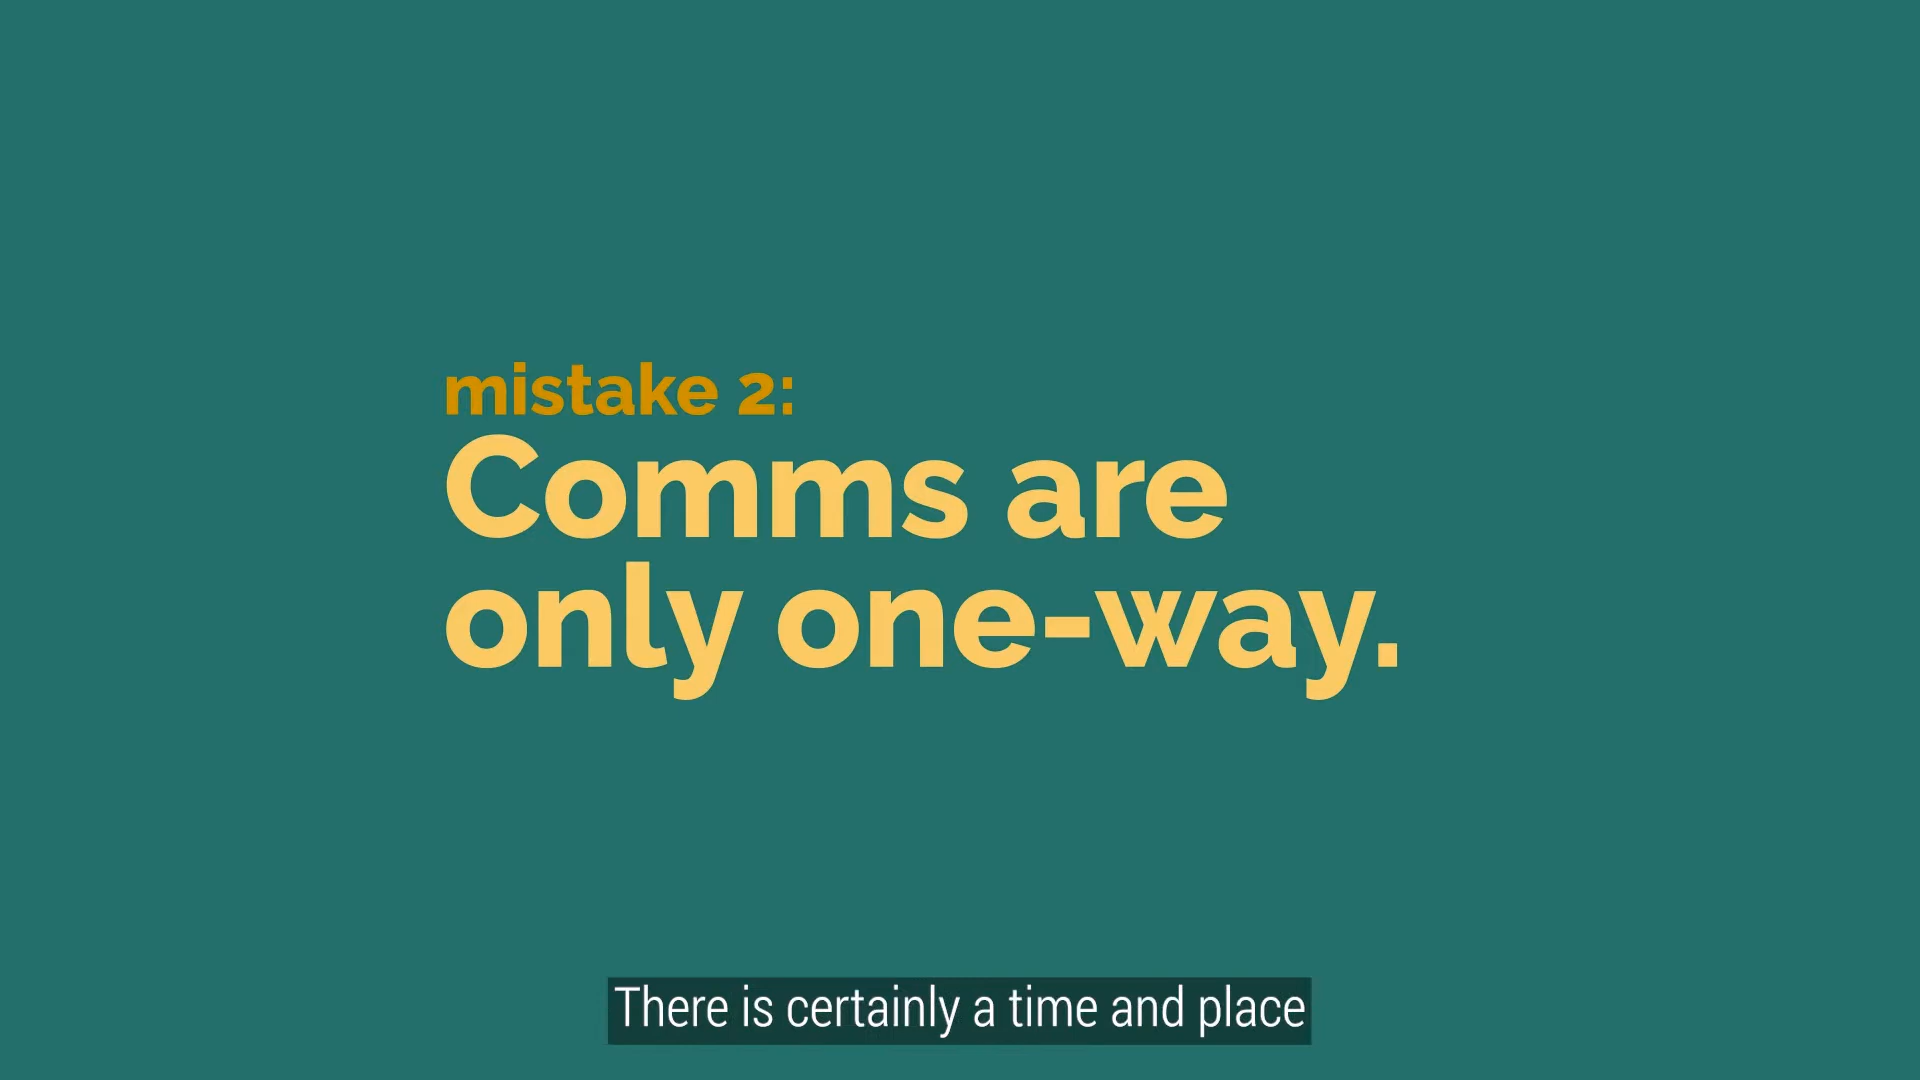 mistake 2:
Comms are
only one-way.
There is certainly a time and place